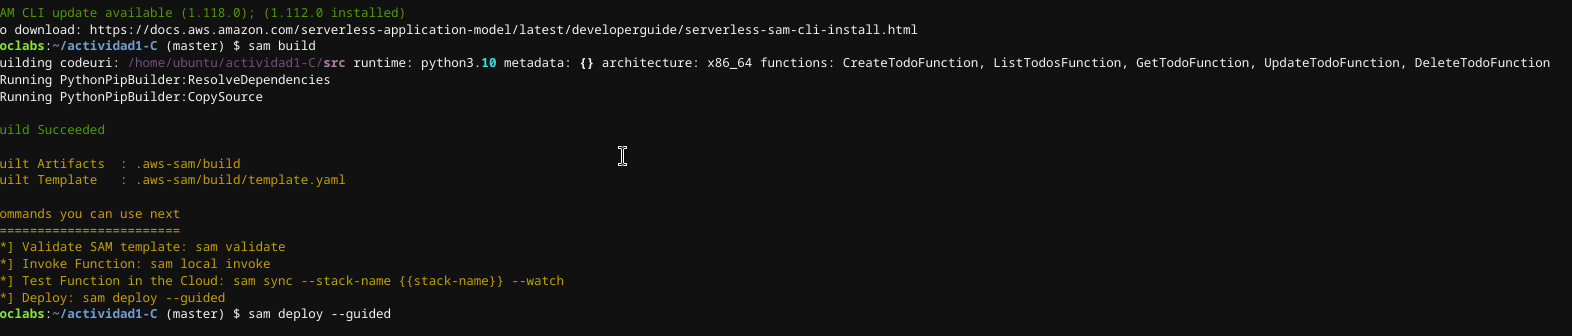 AM CLI update available (1.118.0); (1.112.0 installed)
o download: https://docs.aws.amazon.com/serverless-application-model/latest/developerguide/serverless-sam-cli-install.html
oclabs:~/actividad1-C (master) $ sam build
uilding codeuri: /home/ubuntu/actividad1-C/src runtime: python3.10 metadata: {} architecture: x86_64 functions: CreateTodoFunction, ListTodosFunction, GetTodoFunction, UpdateTodoFunction, DeleteTodoFunction
Running PythonPipBuilder:ResolveDependencies
Running PythonPipBuilder:CopySource
uild Succeeded
uilt Artifacts  : .aws-sam/build
uilt Template   : .aws-sam/build/template.yaml
ommands you can use next
========================
*] Validate SAM template: sam validate
*] Invoke Function: sam local invoke
*] Test Function in the Cloud: sam sync --stack-name {{stack-name}} --watch
*] Deploy: sam deploy --guided
oclabs:~/actividad1-C (master) $ sam deploy --guided